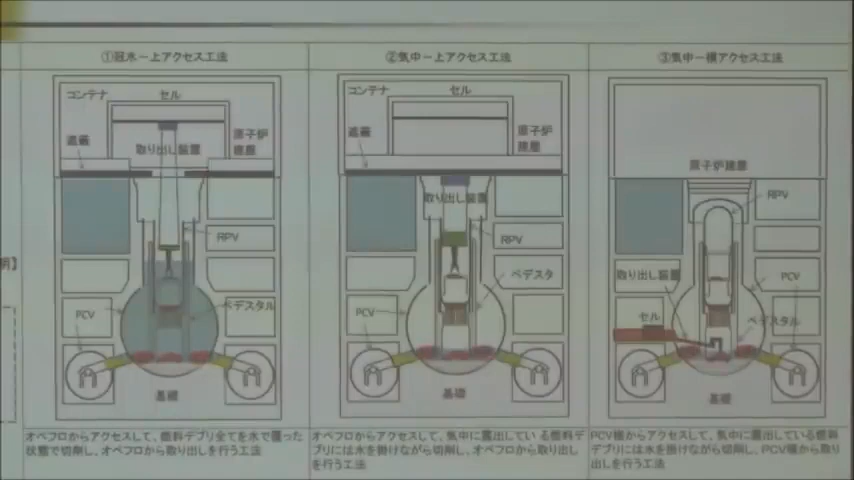 ①冠水ー上アクセス工法
②気中ー上アクセス工法
③気中ー横アクセス工法
コンテナ
セル
遮蔽
取り出し装置
原子炉
建屋
RPV
PCV
ペデスタル
基礎
オペフロからアクセスして、燃料デブリ全てを水で覆った
状態で切削し、オペフロから取り出しを行う工法
コンテナ
セル
遮蔽
原子炉
建屋
取り出し装置
RPV
ペデスタ
PCV
基礎
オペフロからアクセスして、気中に露出している燃料デ
ブリには水を掛けながら切削し、オペフロから取り出し
を行う工法
原子炉建屋
RPV
取り出し装置
PCV
セル
ペデスタル
基礎
PCV横からアクセスして、気中に露出している燃料
デブリには水を掛けながら切削し、PCV横から取り
出しを行う工法
明】